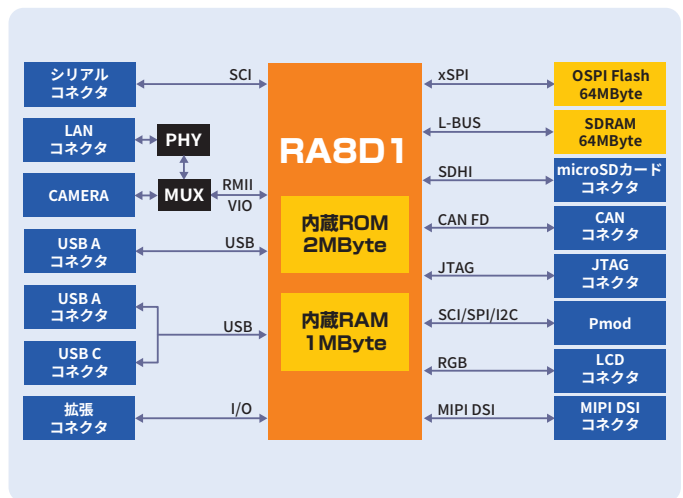 シリアル
コネクタ
SCI
LAN
コネクタ
PHY
CAMERA
MUX
RMII
VIO
USB A
コネクタ
USB
USB A
コネクタ
USB
USB C
コネクタ
拡張
コネクタ
I/O
RA8D1
内蔵ROM
2MByte
内蔵RAM
1MByte
xSPI
OSPI Flash
64MByte
L-BUS
SDRAM
64MByte
SDHI
microSDカード
コネクタ
CAN FD
CAN
コネクタ
JTAG
JTAG
コネクタ
SCI/SPI/I2C
Pmod
RGB
LCD
コネクタ
MIPI DSI
MIPI DSI
コネクタ